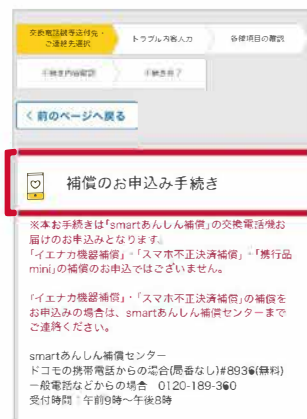 交換電話機等送付先・
ご連絡先選択
トラブル内容入力
各種項目の確認
手続き内容確認
手続き終了
< 前のページへ戻る
補償のお申込み手続き
※本お手続きは「smartあんしん補償」の交換電話機お
届けのお申込みとなります。
「イエナカ機器補償」・「スマホ不正決済補償」・「携行品
mini」の補償のお申込ではございません。
「イエナカ機器補償」・「スマホ不正決済補償」の補償を
お申込みの場合は、smartあんしん補償センターまで
ご連絡ください。
smartあんしん補償センター
ドコモの携帯電話からの場合(局番なし)#8936(無料)
一般電話などからの場合 0120-189-360
受付時間:午前9時～午後8時